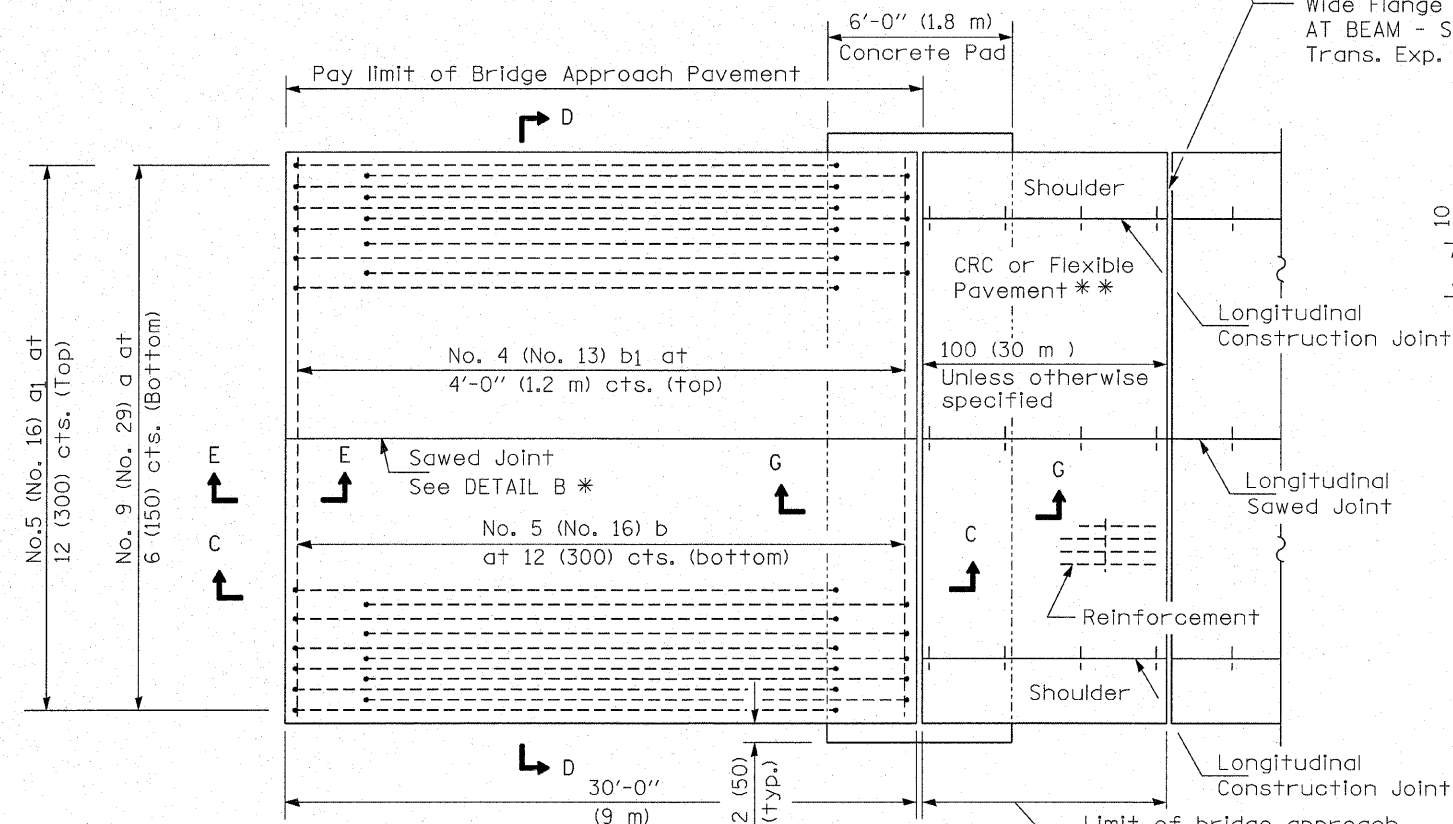 Wide Flange
AT BEAM - S
Trans. Exp.
6'-0" (1.8 m)
Concrete Pad
Pay limit of Bridge Approach Pavement
D
Shoulder
10
CRC or Flexible
Pavement * *
Longitudinal
Construction Joint
No.5 (No. 16) a1 at
12 (300) cts. (Top)
No. 9 (No. 29) a at
6 (150) cts. (Bottom)
No. 4 (No. 13) b1 at
4'-0" (1.2 m) cts. (top)
100 (30 m )
Unless otherwise
specified
E
E
Sawed Joint
See DETAIL B *
G
G
Longitudinal
Sawed Joint
No. 5 (No. 16) b
at 12 (300) cts. (bottom)
C
C
Reinforcement
Shoulder
D
30'-0"
(9 m)
2 (50)
(typ.)
Longitudinal
Construction Joint
Limit of bridge approach